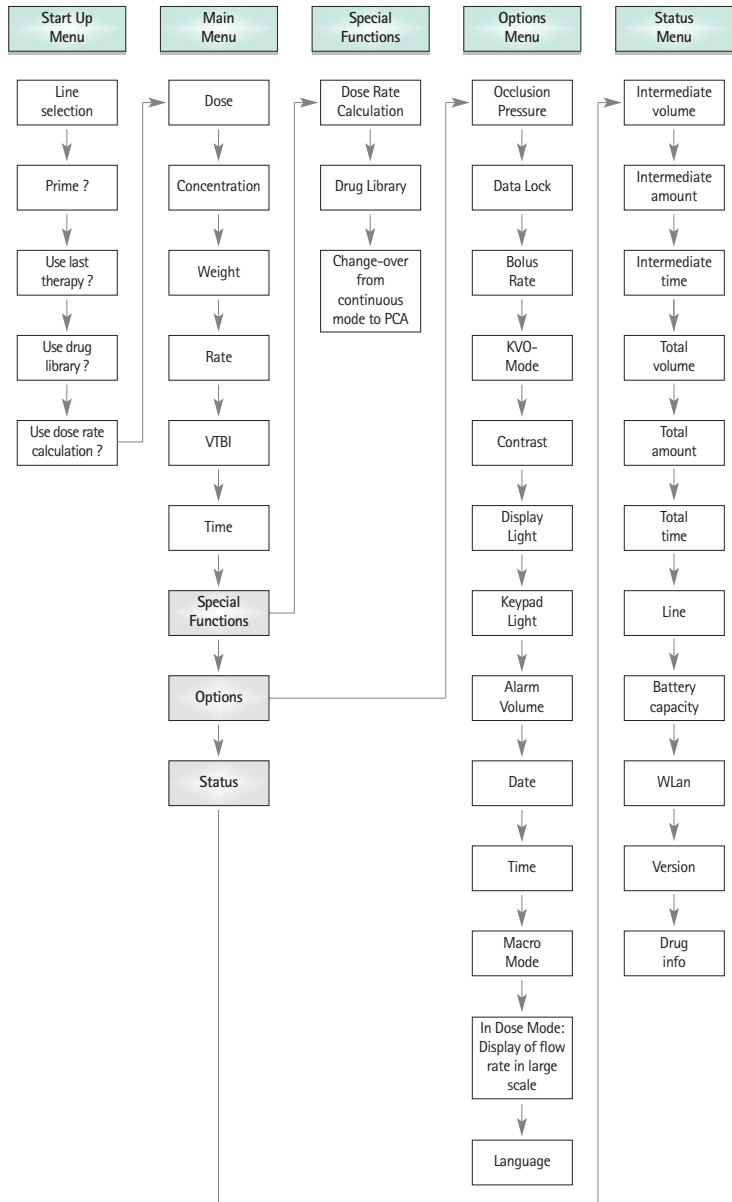 Start Up
Menu
Main
Menu
Special
Functions
Options
Menu
Status
Menu
Line
selection
Prime ?
Use last
therapy ?
Use drug
library ?
Use dose rate
calculation ?
Dose
Concentration
Weight
Rate
VTBI
Time
Special
Functions
Options
Status
Dose Rate
Calculation
Drug Library
Change-over
from
continuous
mode to PCA
Occlusion
Pressure
Data Lock
Bolus
Rate
KVO-
Mode
Contrast
Display
Light
Keypad
Light
Alarm
Volume
Date
Time
Macro
Mode
In Dose Mode:
Display of flow
rate in large
scale
Language
Intermediate
volume
Intermediate
amount
Intermediate
time
Total
volume
Total
amount
Total
time
Line
Battery
capacity
WLan
Version
Drug
info